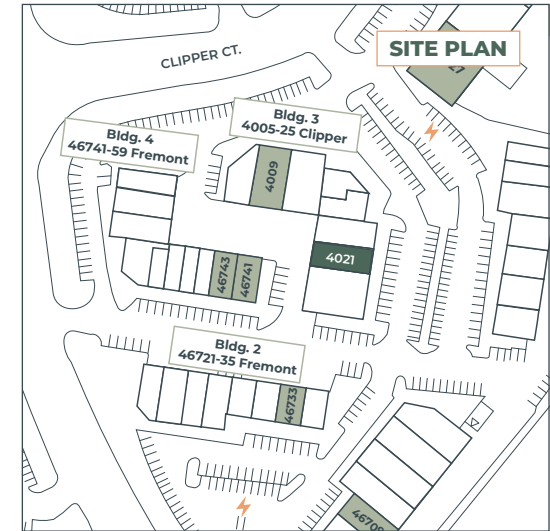 SITE PLAN
27
CLIPPER CT.
Bldg. 3
4005-25 Clipper
Bldg. 4
46741-59 Fremont
4009
4021
46743
46741
Bldg. 2
46721-35 Fremont
46733